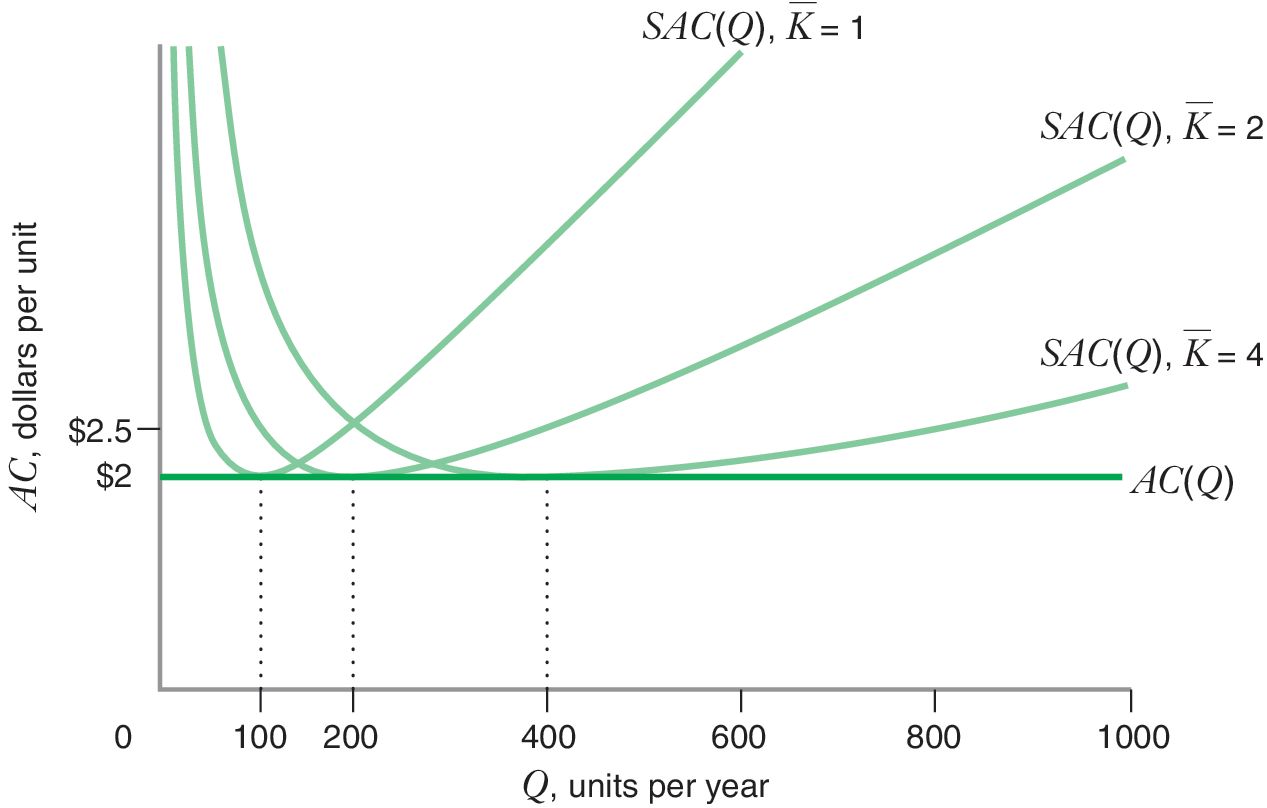 SAC(Q), K̅ = 1
SAC(Q), K̅ = 2
SAC(Q), K̅ = 4
AC, dollars per unit
$2.5
$2
AC(Q)
0 100 200 400 600 800 1000
Q, units per year